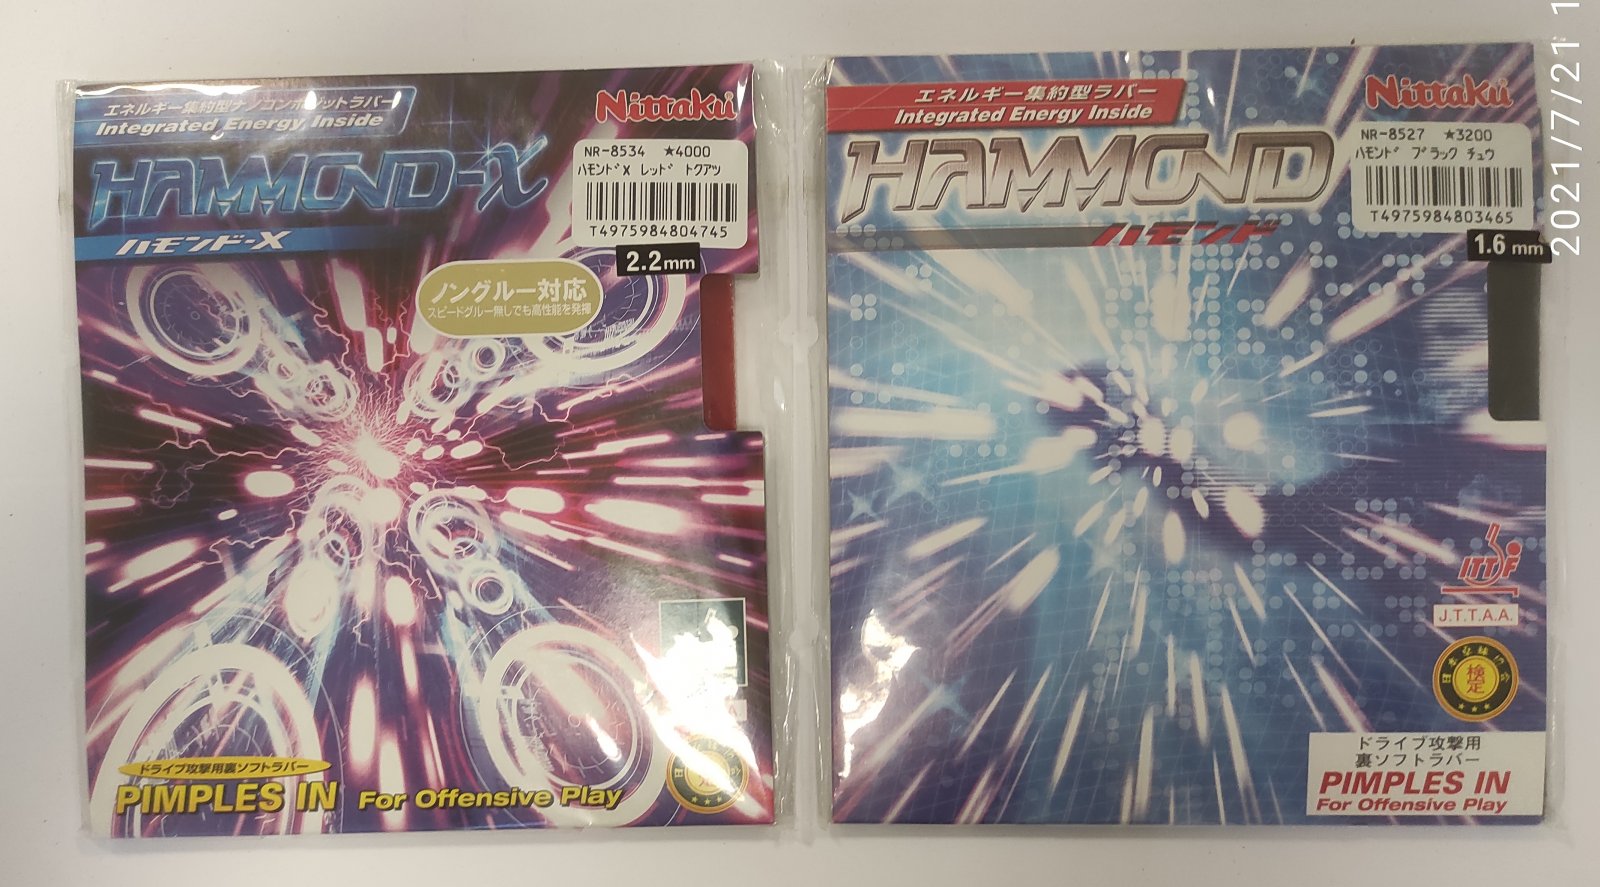 エネルギー集約型ナノコンポジットラバー
Integrated Energy Inside
Nittaku
HAMMOND-X
ハモンド-X
NR-8534 ★4000
ハモンドX レッド トクアツ
T4975984804745
2.2mm
ノングルー対応
スピードグルー無しでも高性能を発揮
ドライブ攻撃用裏ソフトラバー
PIMPLES IN For Offensive Play
エネルギー集約型ラバー
Integrated Energy Inside
Nittaku
HAMMOND
ハモンド
NR-8527 ★3200
ハモンド ブラック チュウ
T4975984803465
1.6 mm
ITTF
J.T.T.A.A.
検定
ドライブ攻撃用
裏ソフトラバー
PIMPLES IN
For Offensive Play
2021/7/21 1